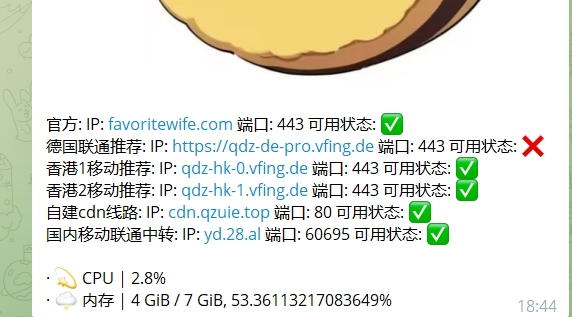 官方: IP: favoritewife.com 端口: 443 可用状态: ✅
德国联通推荐: IP: https://qdz-de-pro.vfing.de 端口: 443 可用状态: ❌
香港1移动推荐: IP: qdz-hk-0.vfing.de 端口: 443 可用状态: ✅
香港2移动推荐: IP: qdz-hk-1.vfing.de 端口: 443 可用状态: ✅
自建cdn线路: IP: cdn.qzuie.top 端口: 80 可用状态: ✅
国内移动联通中转: IP: yd.28.al 端口: 60695 可用状态: ✅
· 💫 CPU | 2.8%
· 🌩 内存 | 4 GiB / 7 GiB, 53.36113217083649%
18:44